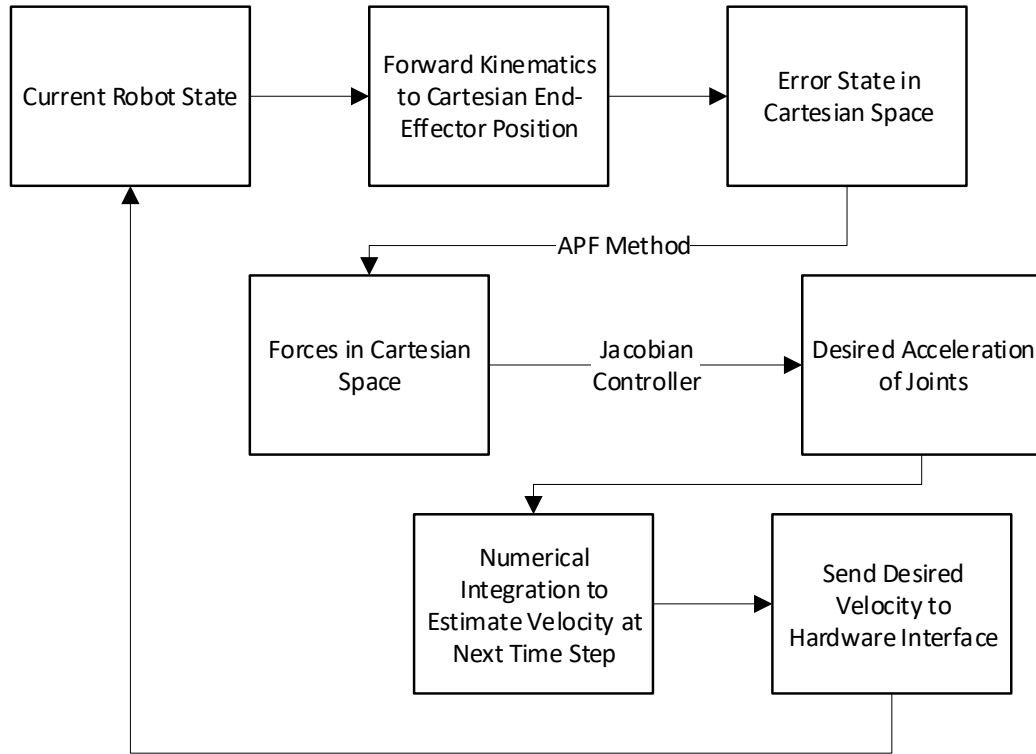 Current Robot State
Forward Kinematics
to Cartesian End-
Effector Position
Error State in
Cartesian Space
APF Method
Forces in Cartesian
Space
Jacobian
Controller
Desired Acceleration
of Joints
Numerical
Integration to
Estimate Velocity at
Next Time Step
Send Desired
Velocity to
Hardware Interface